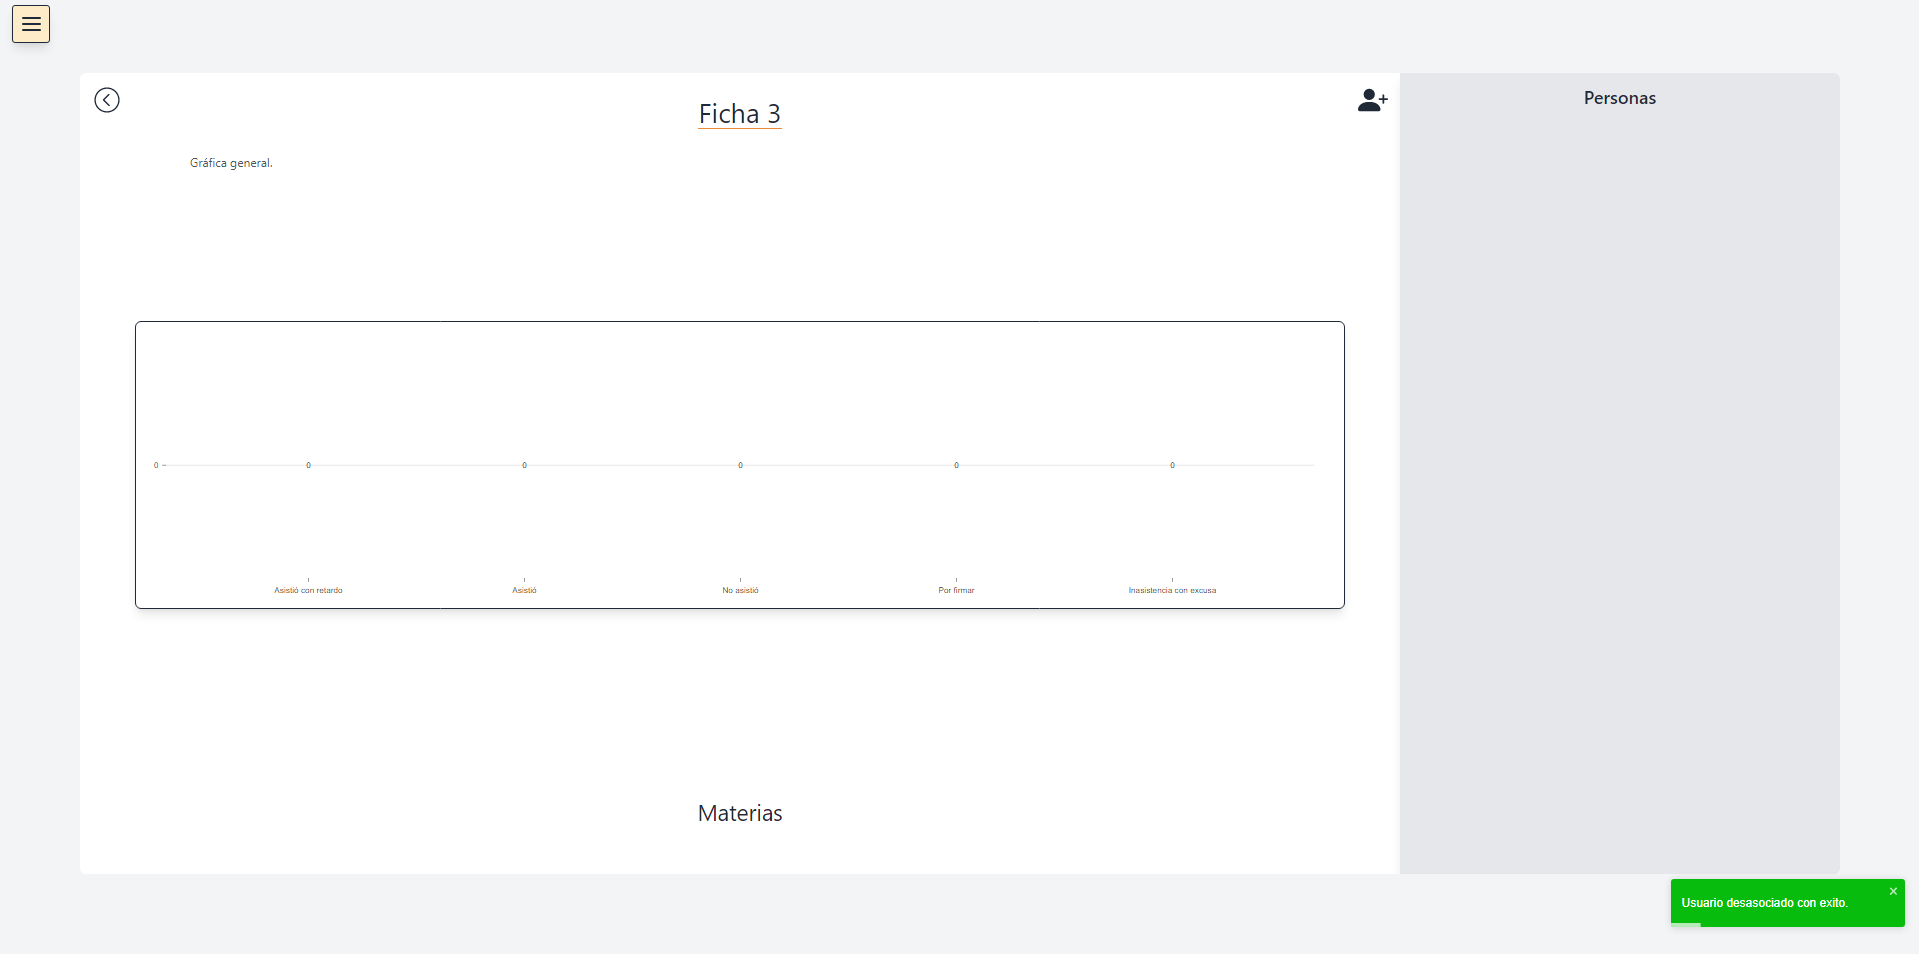 Ficha 3
Personas
Gráfica general.
0
0
0
0
0
0
Asistió con retardo
Asistió
No asistió
Por firmar
Inasistencia con excusa
Materias
Usuario desasociado con exito.